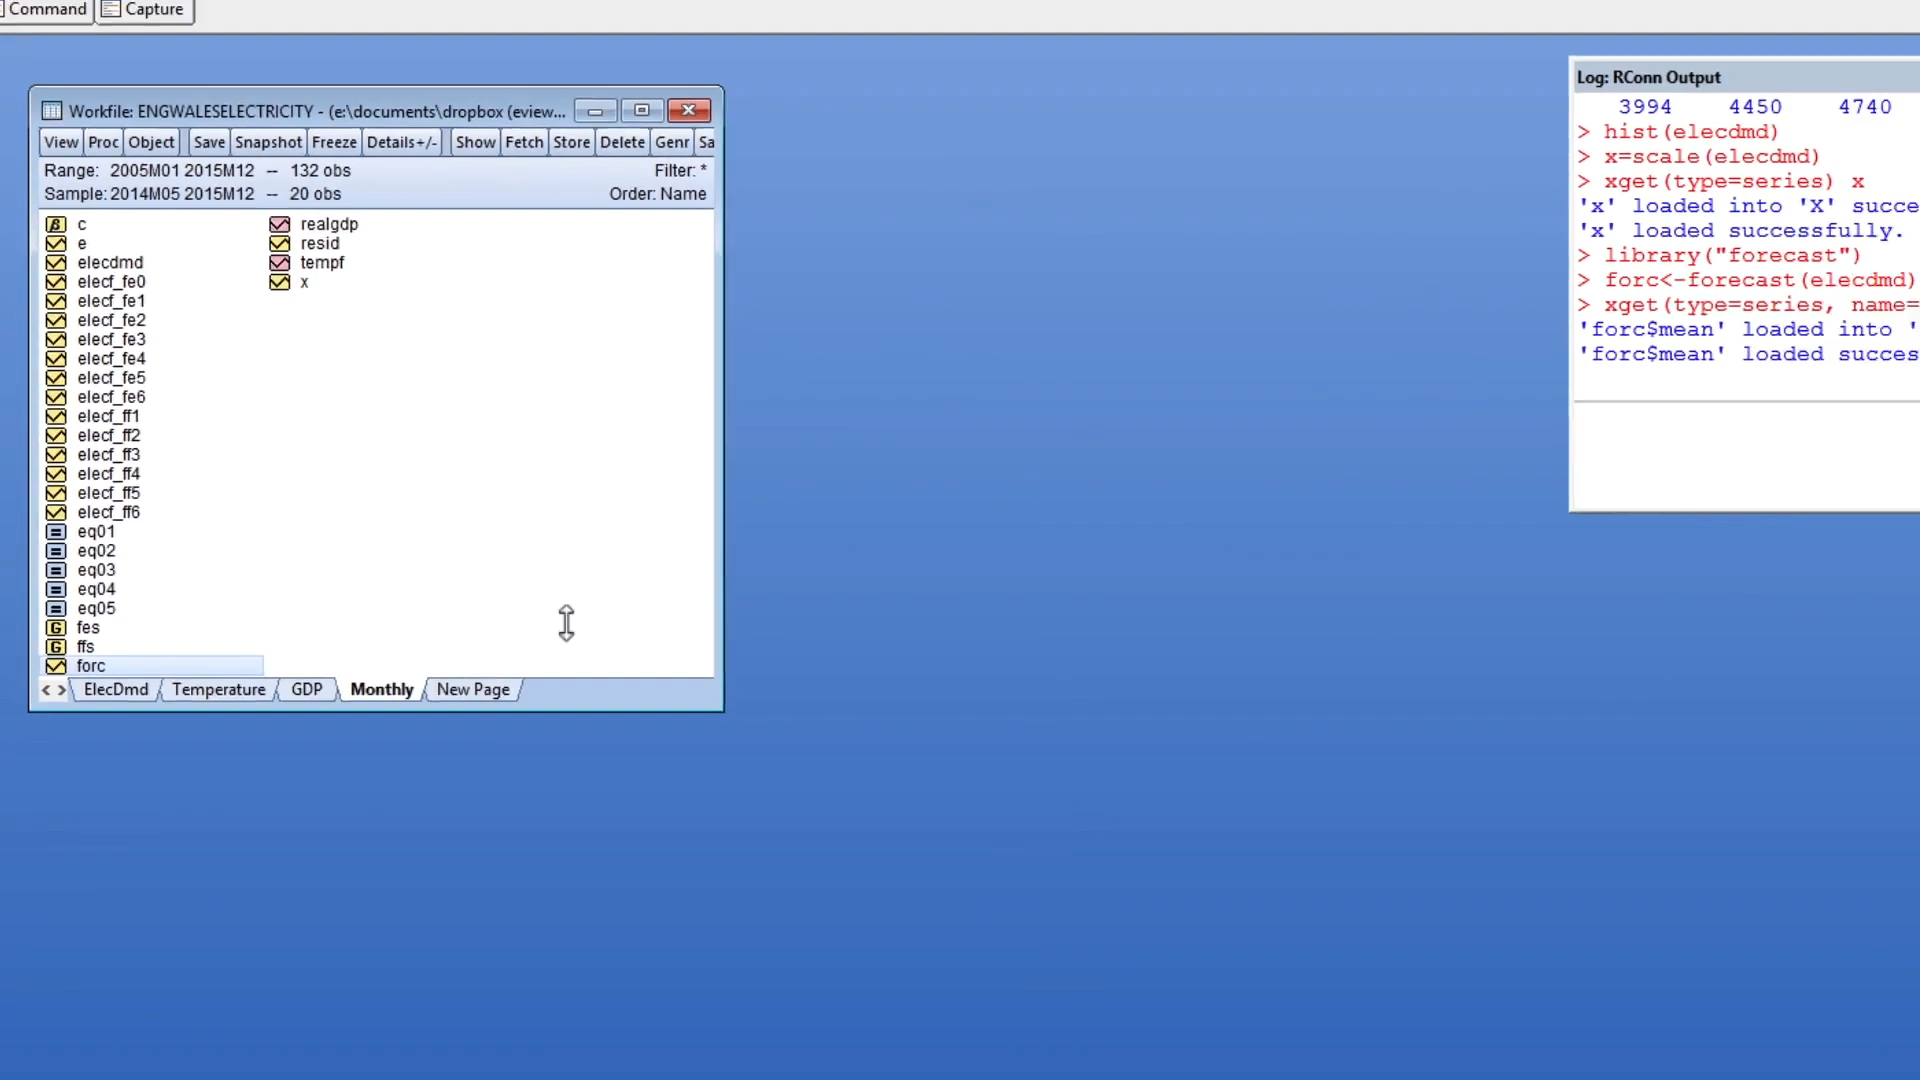 Command Capture
Workfile: ENGWALESELECTRICITY - (e:\documents\dropbox (eview...
View Proc Object Save Snapshot Freeze Details+/- Show Fetch Store Delete Genr Sa
Range: 2005M01 2015M12 -- 132 obs Filter: *
Sample: 2014M05 2015M12 -- 20 obs Order: Name
c
e
elecdmd
elecf_fe0
elecf_fe1
elecf_fe2
elecf_fe3
elecf_fe4
elecf_fe5
elecf_fe6
elecf_ff1
elecf_ff2
elecf_ff3
elecf_ff4
elecf_ff5
elecf_ff6
eq01
eq02
eq03
eq04
eq05
fes
ffs
forc
realgdp
resid
tempf
x
ElecDmd Temperature GDP Monthly New Page
Log: RConn Output
3994 4450 4740
> hist(elecdmd)
> x=scale(elecdmd)
> xget(type=series) x
'x' loaded into 'X' succe
'x' loaded successfully.
> library("forecast")
> forc<-forecast(elecdmd)
> xget(type=series, name=
'forc$mean' loaded into '
'forc$mean' loaded succes